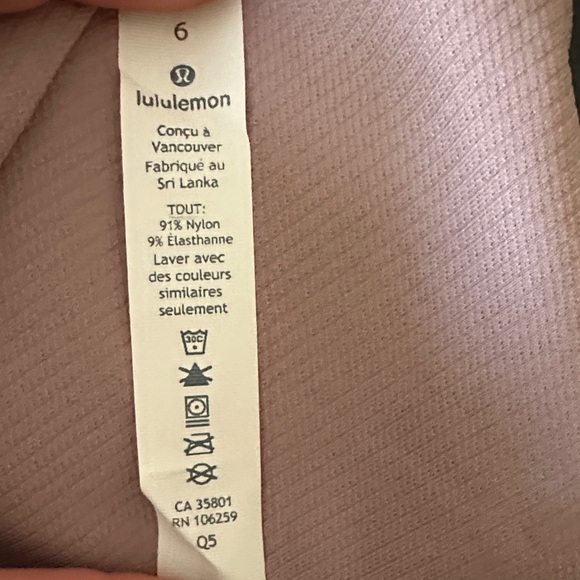 6
lululemon
Conçu à
Vancouver
Fabriqué au
Sri Lanka
TOUT:
91% Nylon
9% Élasthanne
Laver avec
des couleurs
similaires
seulement
30C
CA 35801
RN 106259
Q5